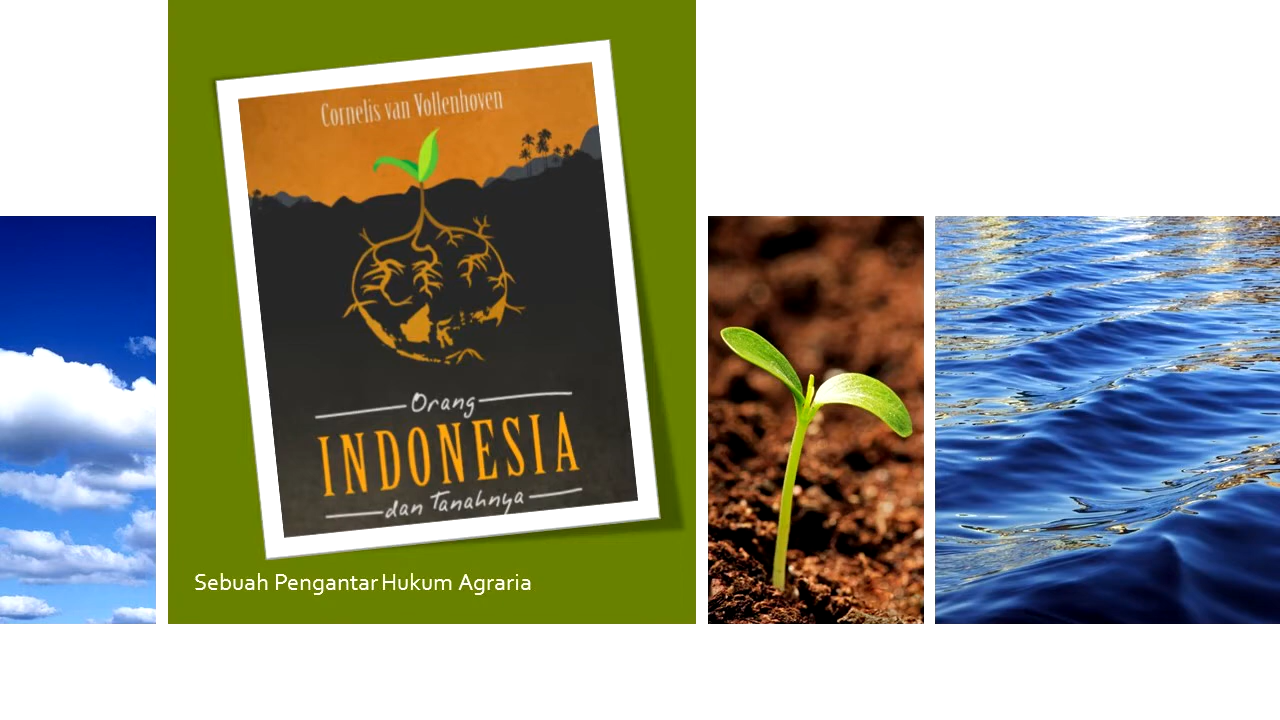 Cornelis van Vollenhoven
Orang
INDONESIA
dan Tanahnya
Sebuah Pengantar Hukum Agraria